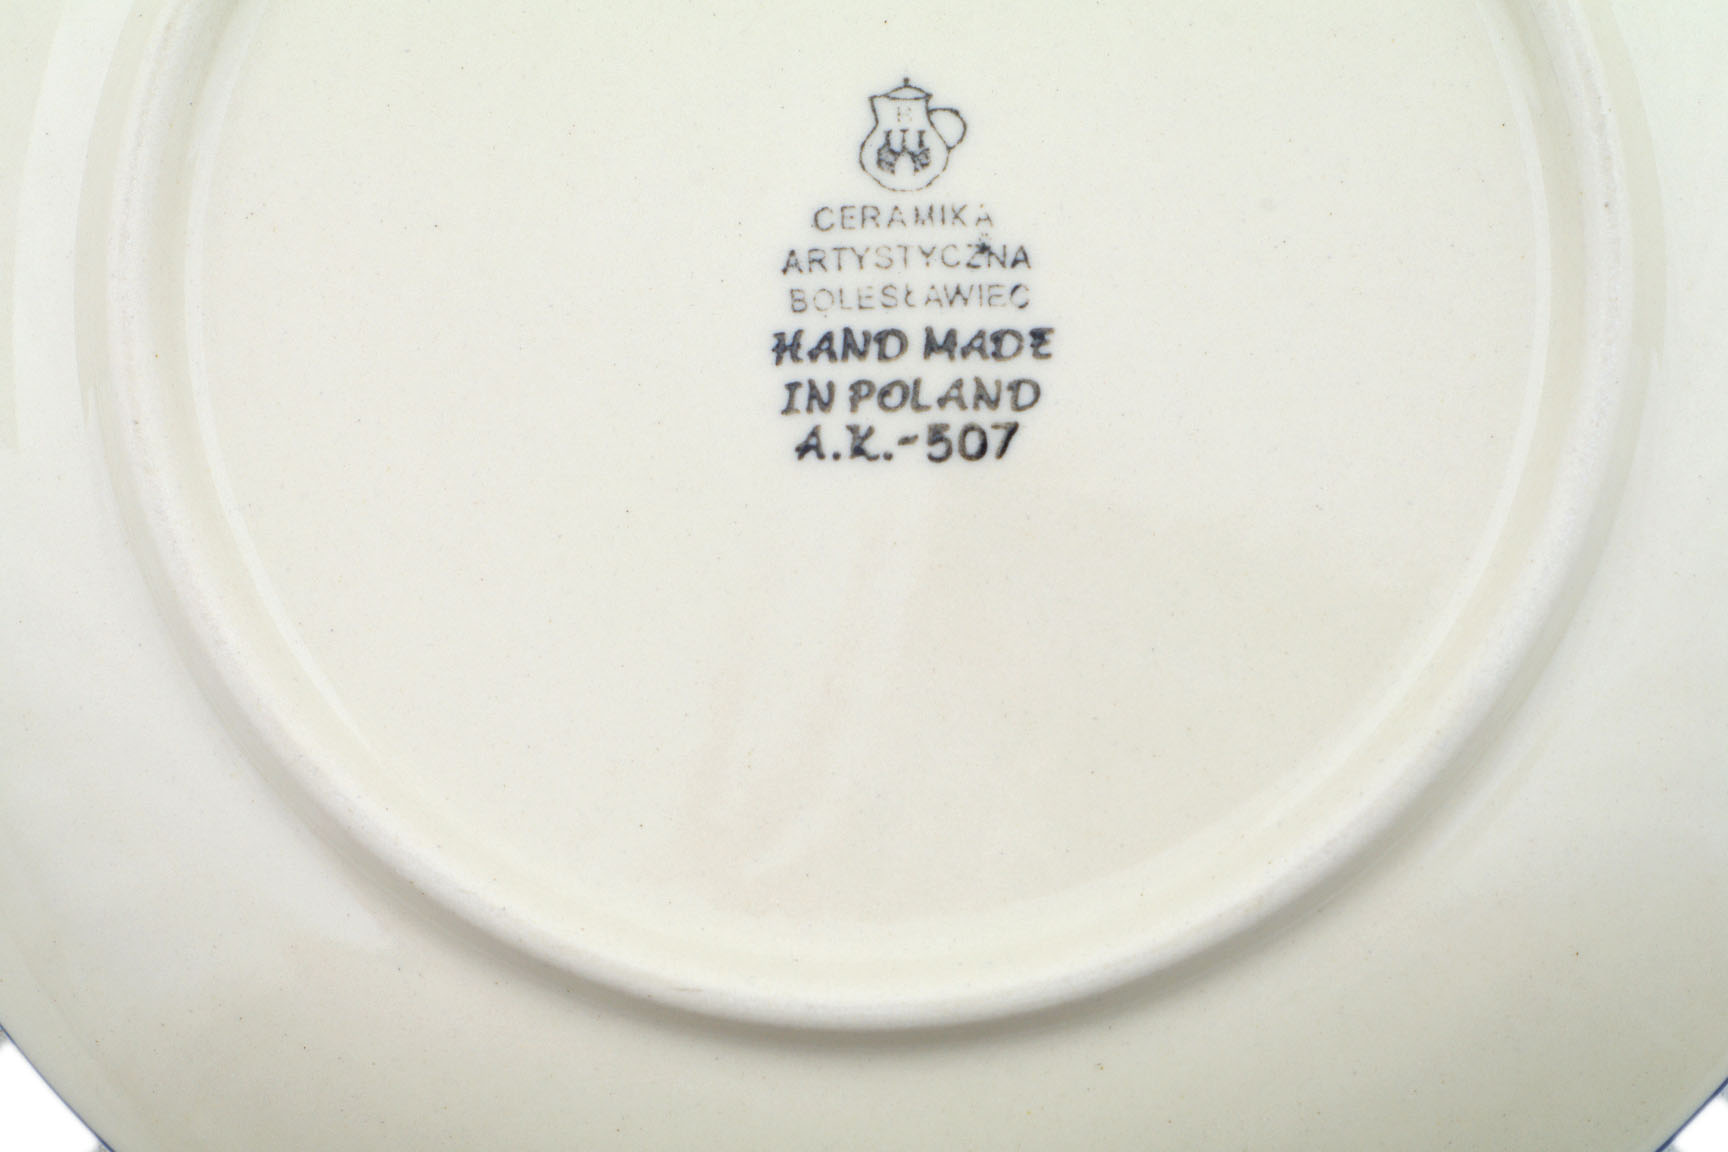 CERAMIKA
ARTYSTYCZNA
BOLESŁAWIEC
HAND MADE
IN POLAND
A.K.-507